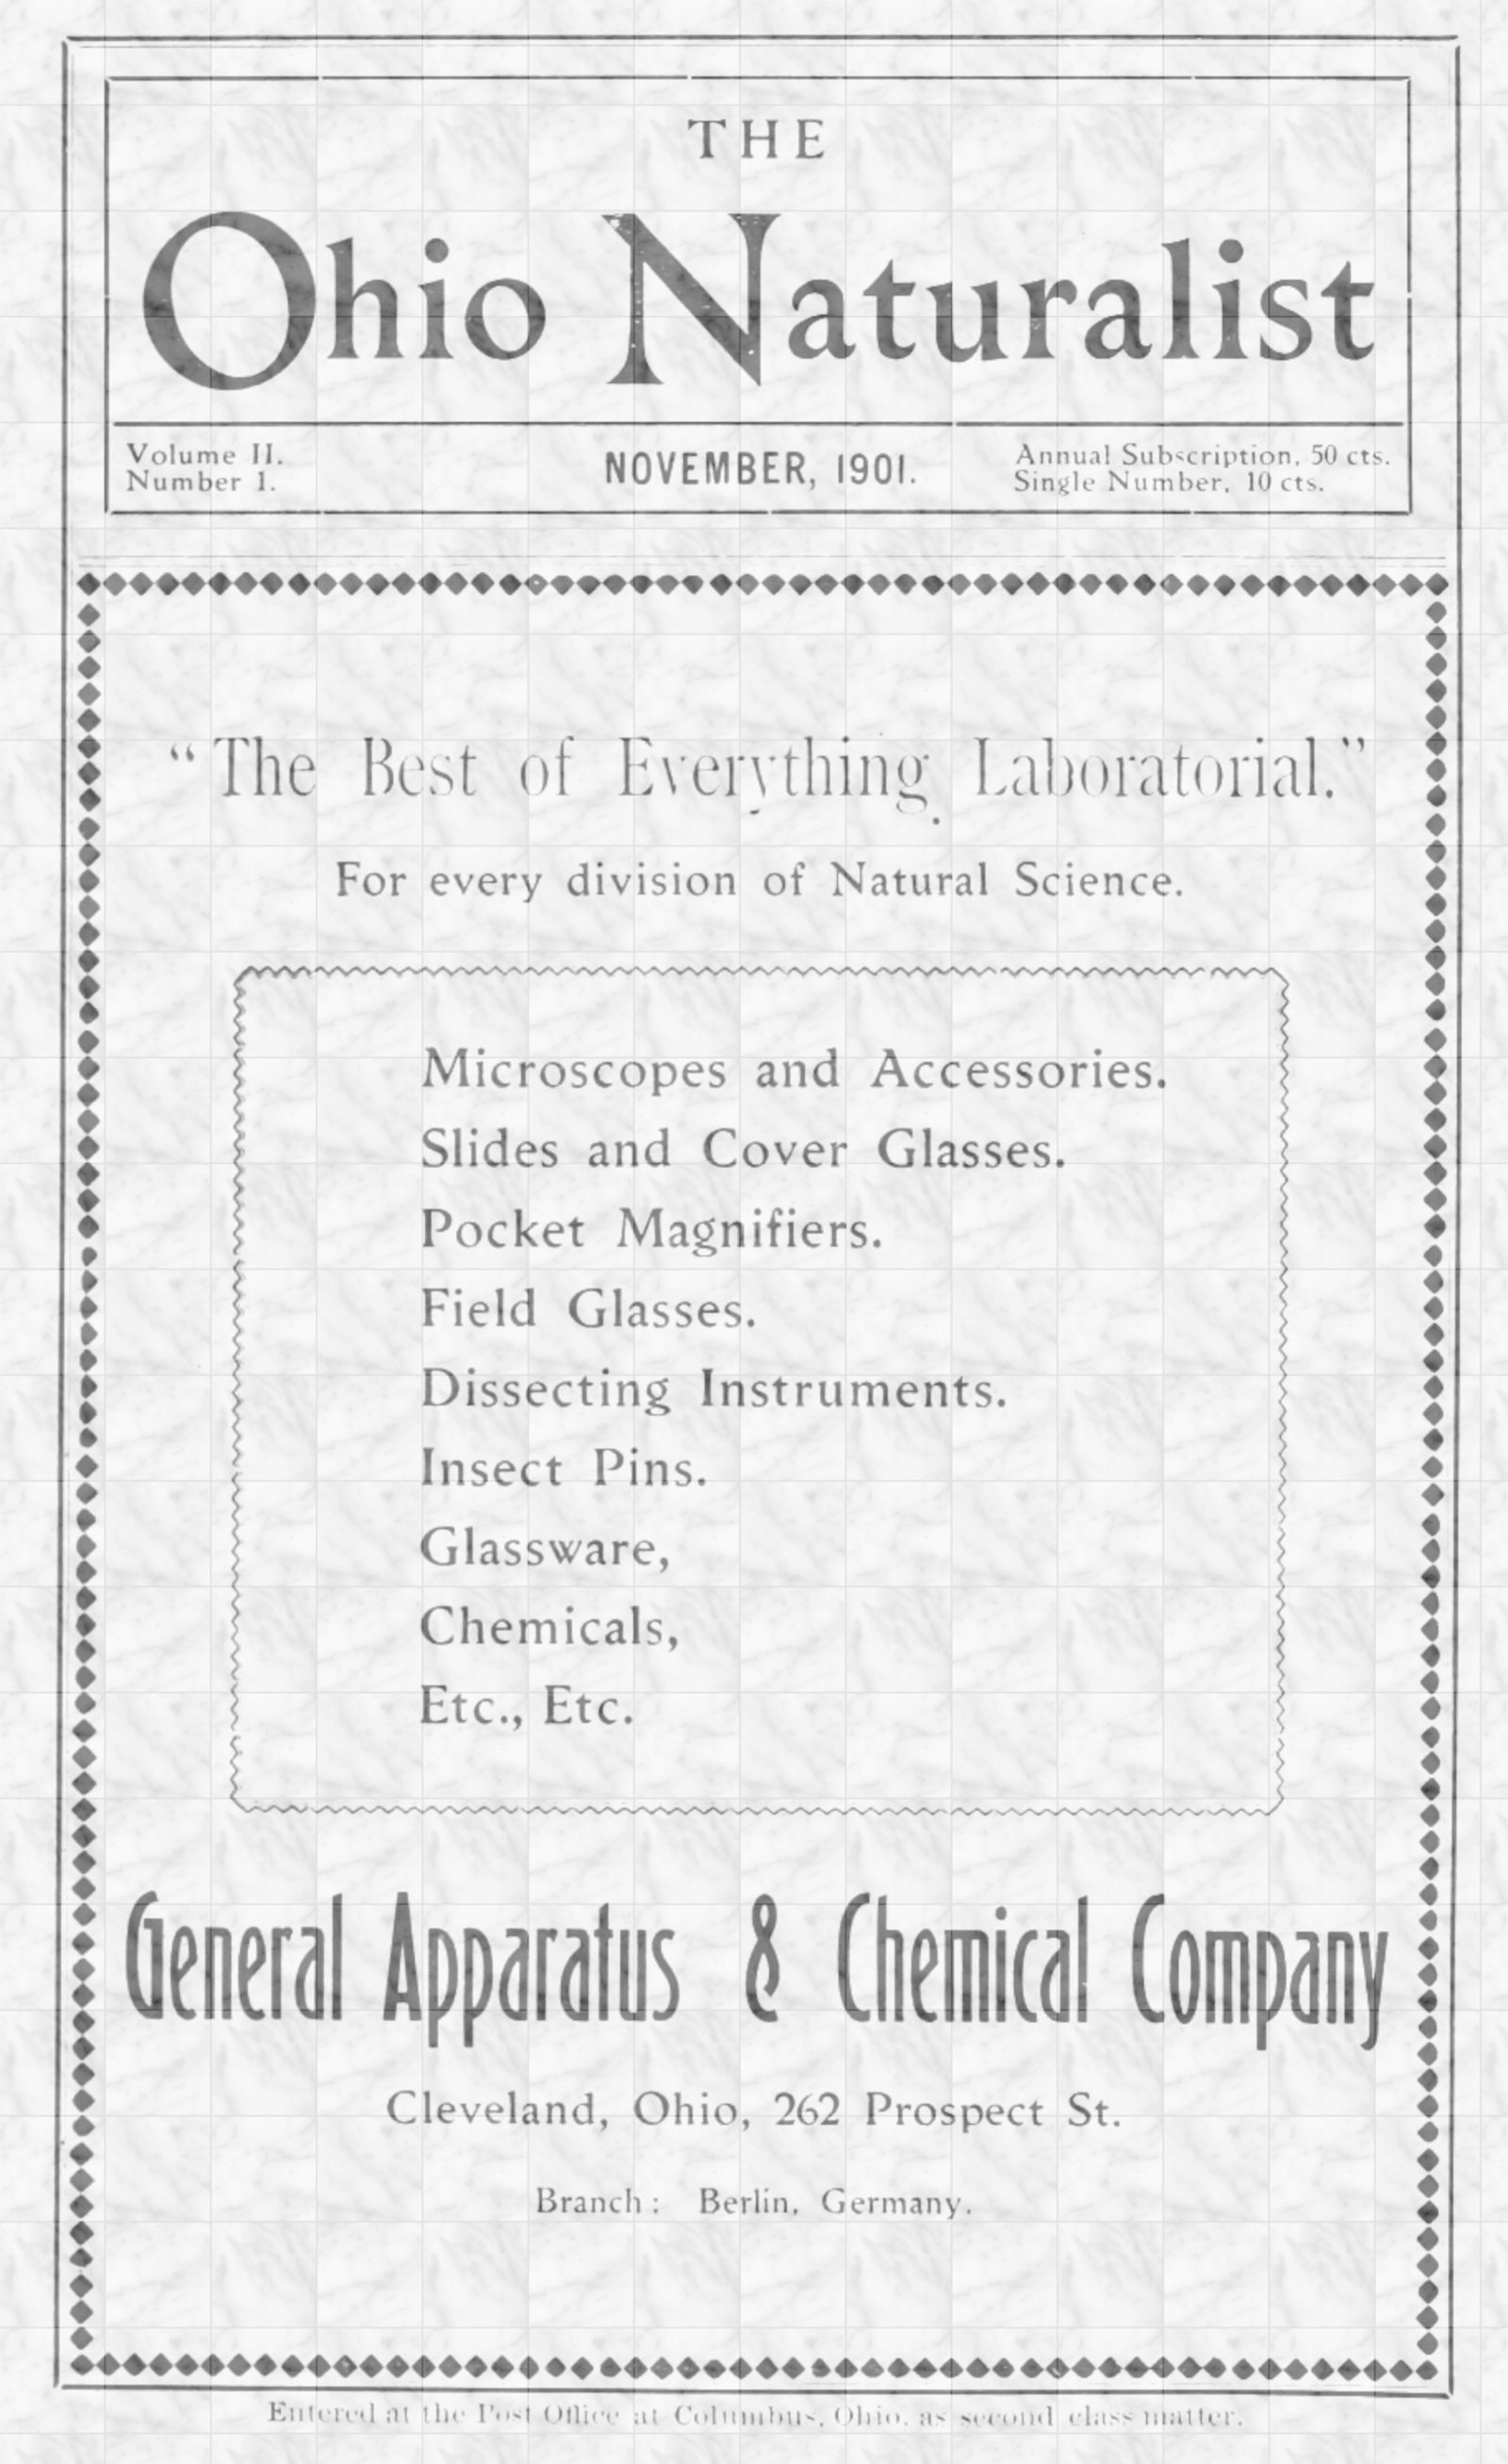 THE
Ohio Naturalist
Volume II.
Number 1.
NOVEMBER, 1901.
Annual Subscription, 50 cts.
Single Number, 10 cts.
“The Best of Everything Laboratorial.”
For every division of Natural Science.
Microscopes and Accessories.
Slides and Cover Glasses.
Pocket Magnifiers.
Field Glasses.
Dissecting Instruments.
Insect Pins.
Glassware,
Chemicals,
Etc., Etc.
General Apparatus & Chemical Company
Cleveland, Ohio, 262 Prospect St.
Branch: Berlin, Germany.
Entered at the Post Office at Columbus, Ohio, as second class matter.